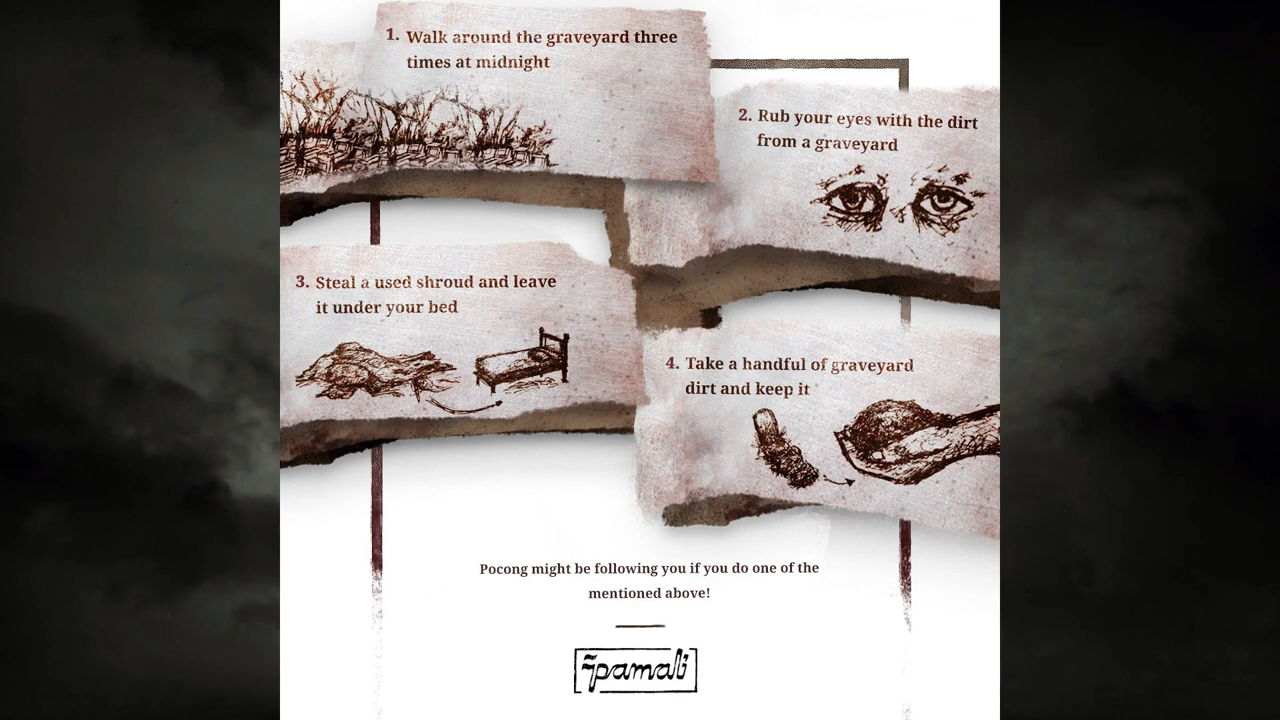 1. Walk around the graveyard three
times at midnight
2. Rub your eyes with the dirt
from a graveyard
3. Steal a used shroud and leave
it under your bed
4. Take a handful of graveyard
dirt and keep it
Pocong might be following you if you do one of the
mentioned above!
pamali